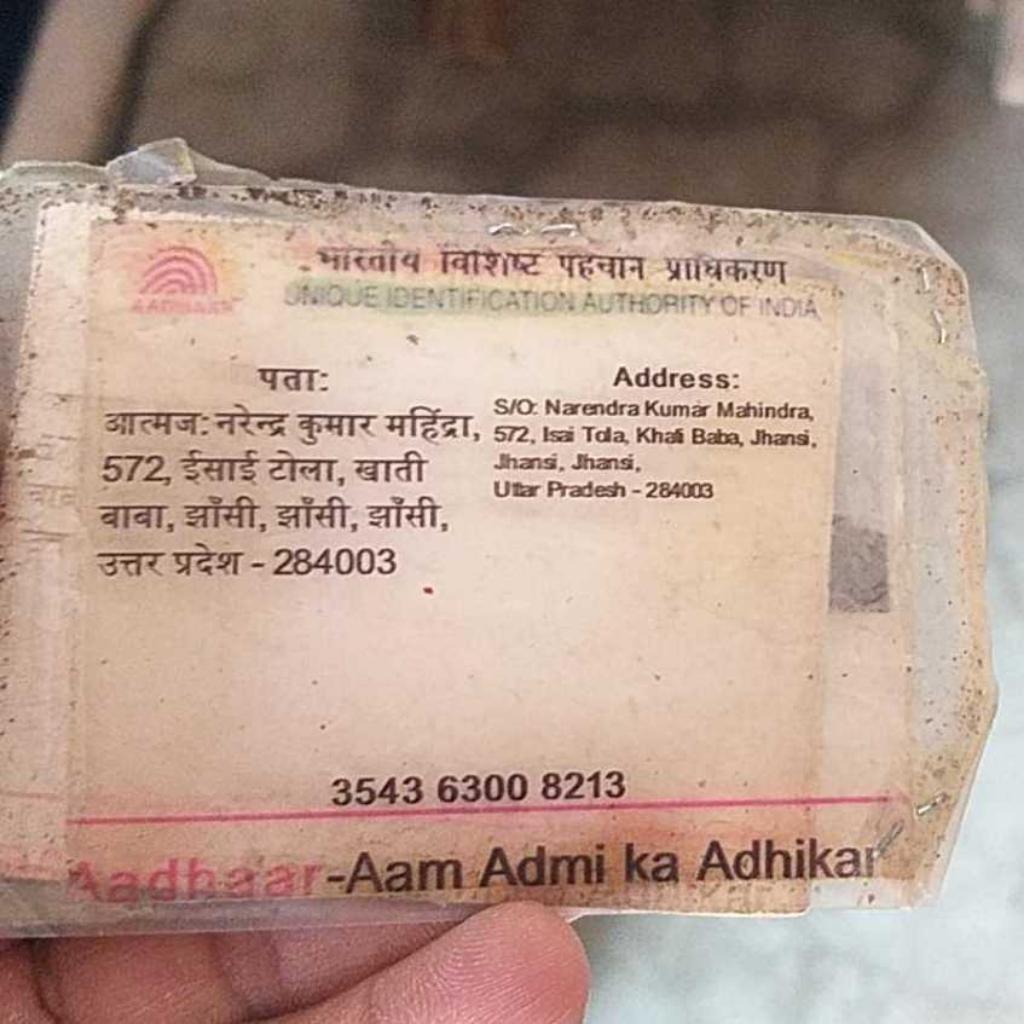 भारतीय विशिष्ट पहचान प्राधिकरण
UNIQUE IDENTIFICATION AUTHORITY OF INDIA
AADHAAR
पता:
आत्मज: नरेन्द्र कुमार महिंद्रा,
572, ईसाई टोला, खाती
बाबा, झाँसी, झाँसी, झाँसी,
उत्तर प्रदेश - 284003
Address:
S/O: Narendra Kumar Mahindra,
572, Isai Tola, Khati Baba, Jhansi,
Jhansi, Jhansi,
Uttar Pradesh - 284003
3543 6300 8213
Aadhaar-Aam Admi ka Adhikar